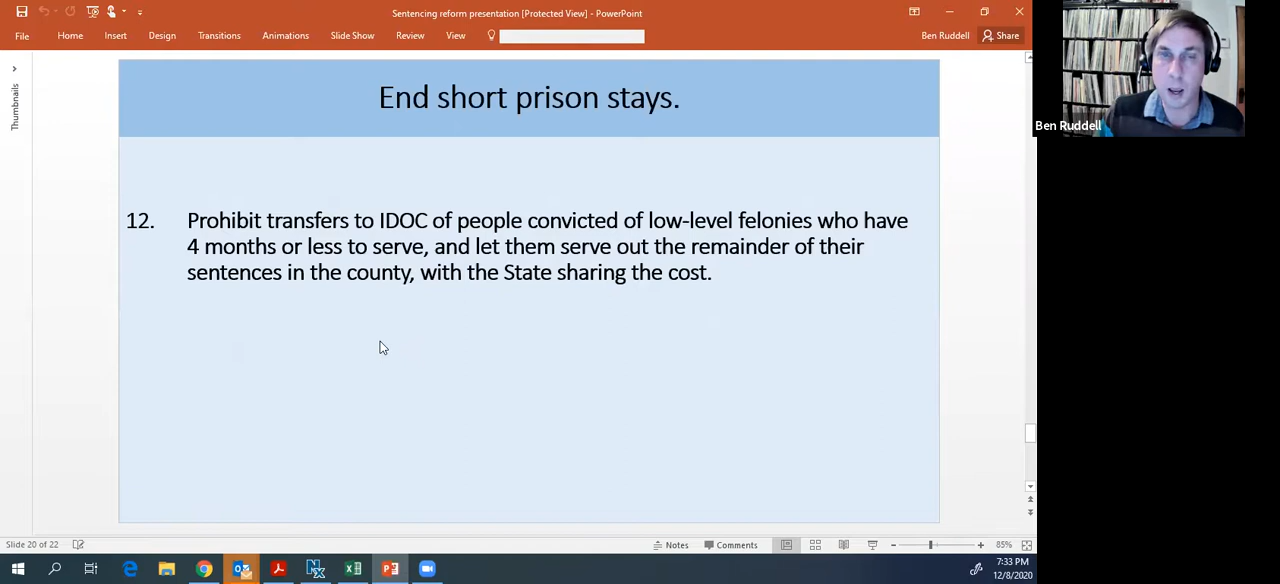 Sentencing reform presentation [Protected View] - PowerPoint
File Home Insert Design Transitions Animations Slide Show Review View Ben Ruddell Share
Thumbnails
End short prison stays.
12. Prohibit transfers to IDOC of people convicted of low-level felonies who have
4 months or less to serve, and let them serve out the remainder of their
sentences in the county, with the State sharing the cost.
Ben Ruddell
Slide 20 of 22 Notes Comments 85%
7:33 PM
12/8/2020